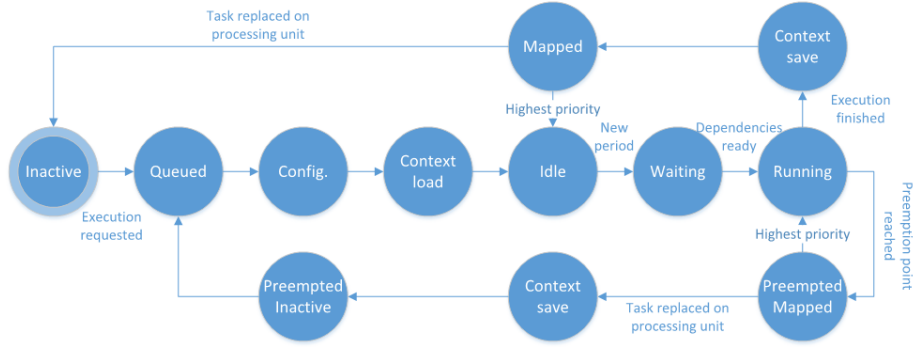 Task replaced on
processing unit
Mapped
Context
save
Highest priority
Execution
finished
New
period
Dependencies
ready
Inactive
Queued
Config.
Context
load
Idle
Waiting
Running
Execution
requested
Preemption point
reached
Highest priority
Preempted
Inactive
Context
save
Task replaced on
processing unit
Preempted
Mapped